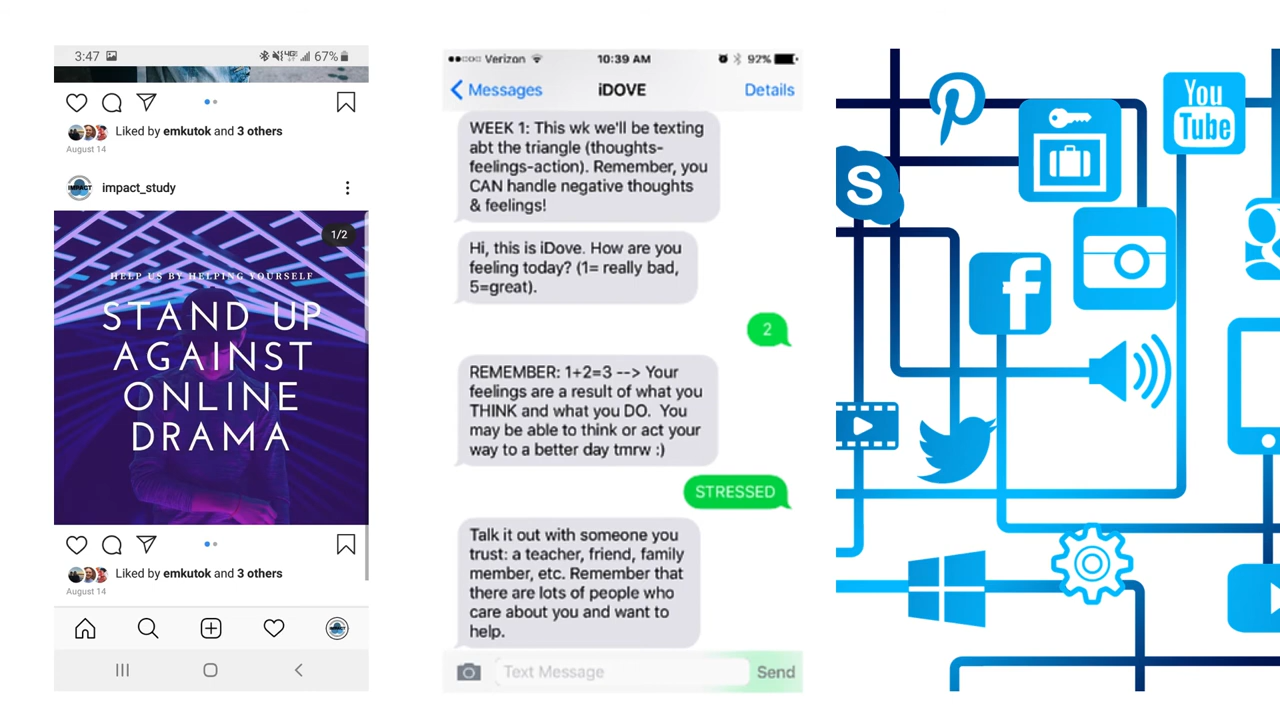 3:47
67%
Liked by emkutok and 3 others
August 14
impact_study
IMPACT
1/2
HELP US BY HELPING YOURSELF
STAND UP
AGAINST
ONLINE
DRAMA
Liked by emkutok and 3 others
August 14
Verizon 10:39 AM 92%
Messages iDOVE Details
WEEK 1: This wk we'll be texting
abt the triangle (thoughts-
feelings-action). Remember, you
CAN handle negative thoughts
& feelings!
Hi, this is iDove. How are you
feeling today? (1= really bad,
5=great).
2
REMEMBER: 1+2=3 --> Your
feelings are a result of what you
THINK and what you DO. You
may be able to think or act your
way to a better day tmrw :)
STRESSED
Talk it out with someone you
trust: a teacher, friend, family
member, etc. Remember that
there are lots of people who
care about you and want to
help.
Text Message Send
You
Tube
S
f